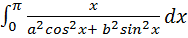 ∫₀^π x / (a²cos²x + b²sin²x) dx